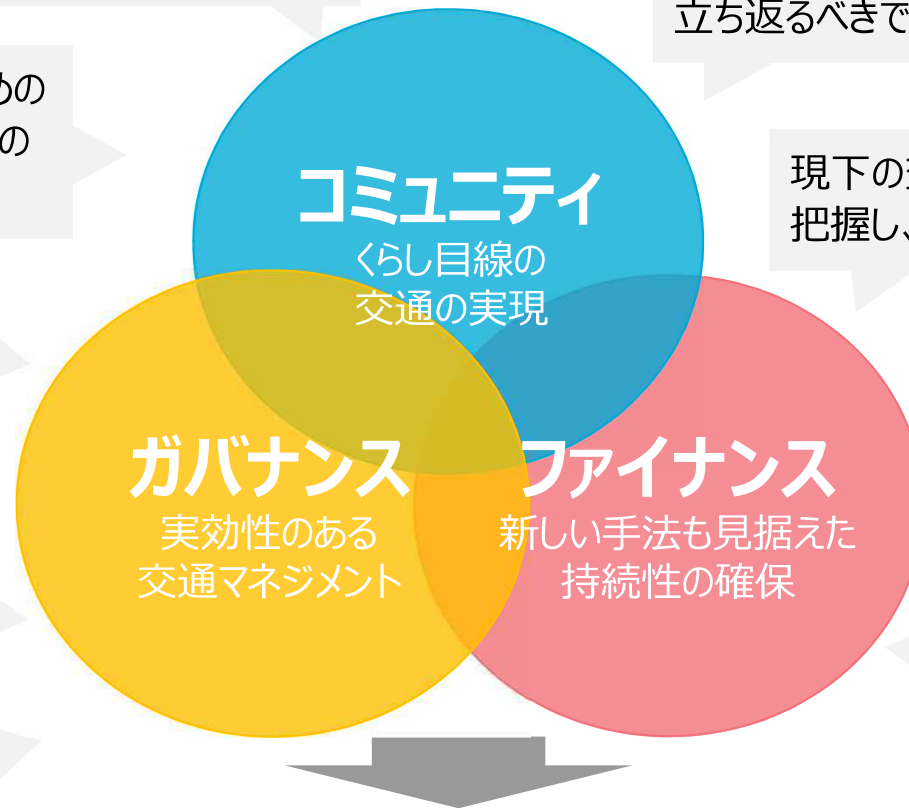 立ち返るべきで
めの
の
現下の
把握し、
コミュニティ
くらし目線の
交通の実現
ガバナンス
実効性のある
交通マネジメント
ファイナンス
新しい手法も見据えた
持続性の確保